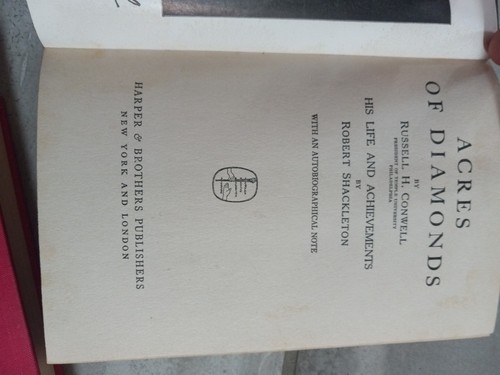 ACRES
OF DIAMONDS
BY
RUSSELL H. CONWELL
PRESIDENT OF TEMPLE UNIVERSITY
PHILADELPHIA
HIS LIFE AND ACHIEVEMENTS
BY
ROBERT SHACKLETON
WITH AN AUTOBIOGRAPHICAL NOTE
HARPER & BROTHERS PUBLISHERS
NEW YORK AND LONDON